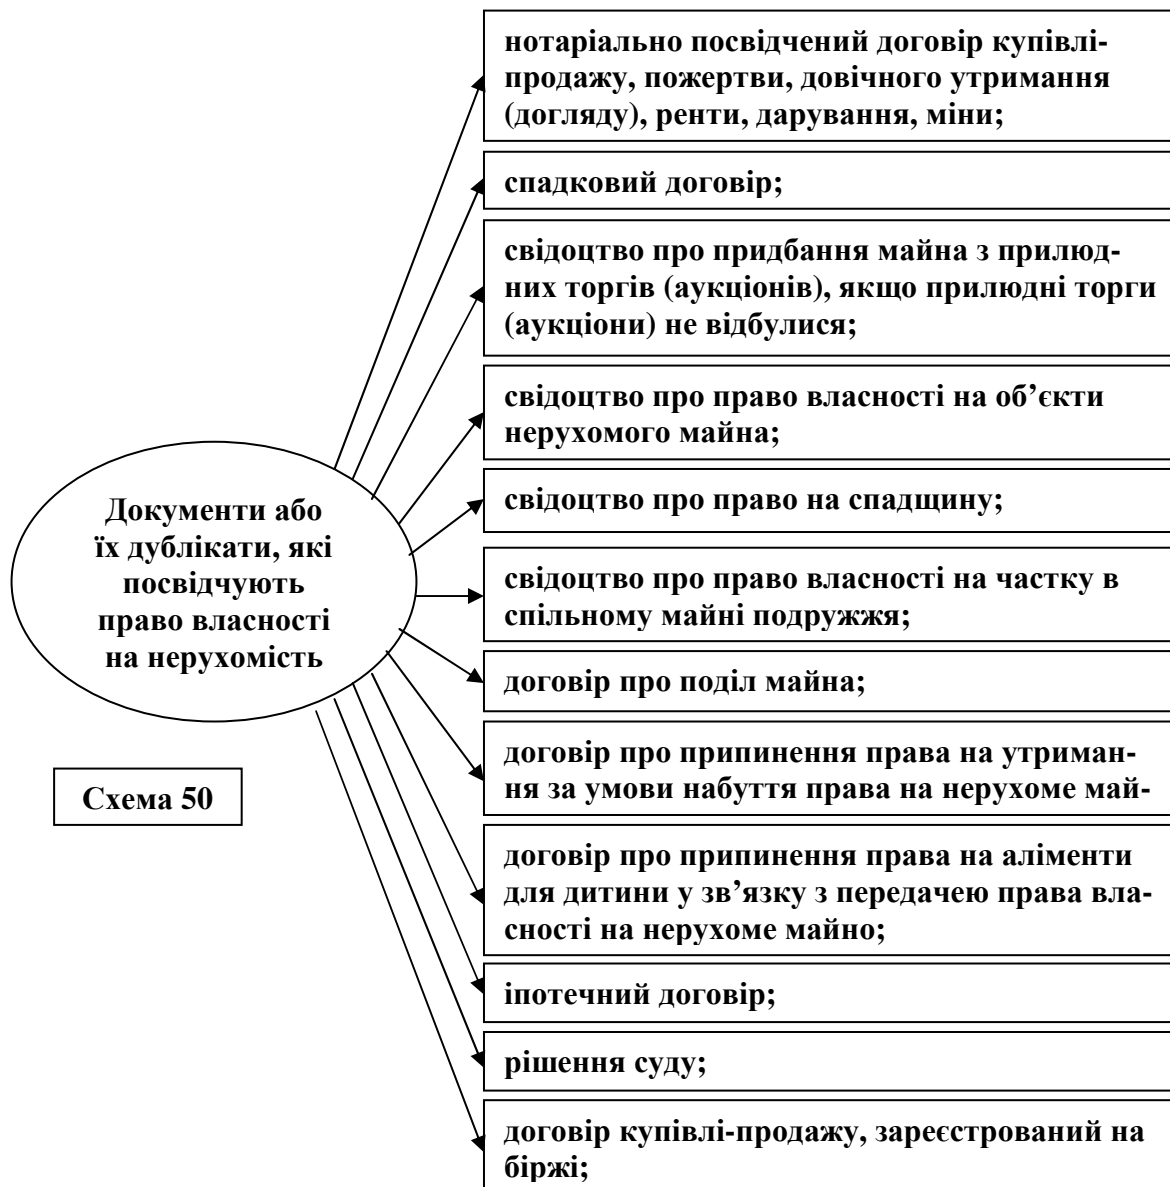 нотаріально посвідчений договір купівлі-
продажу, пожертви, довічного утримання
(догляду), ренти, дарування, міни;
спадковий договір;
свідоцтво про придбання майна з прилюд-
них торгів (аукціонів), якщо прилюдні торги
(аукціони) не відбулися;
свідоцтво про право власності на об’єкти
нерухомого майна;
свідоцтво про право на спадщину;
Документи або
їх дублікати, які
посвідчують
право власності
на нерухомість
свідоцтво про право власності на частку в
спільному майні подружжя;
договір про поділ майна;
договір про припинення права на утриман-
ня за умови набуття права на нерухоме май-
Схема 50
договір про припинення права на аліменти
для дитини у зв’язку з передачею права вла-
сності на нерухоме майно;
іпотечний договір;
рішення суду;
договір купівлі-продажу, зареєстрований на
біржі;